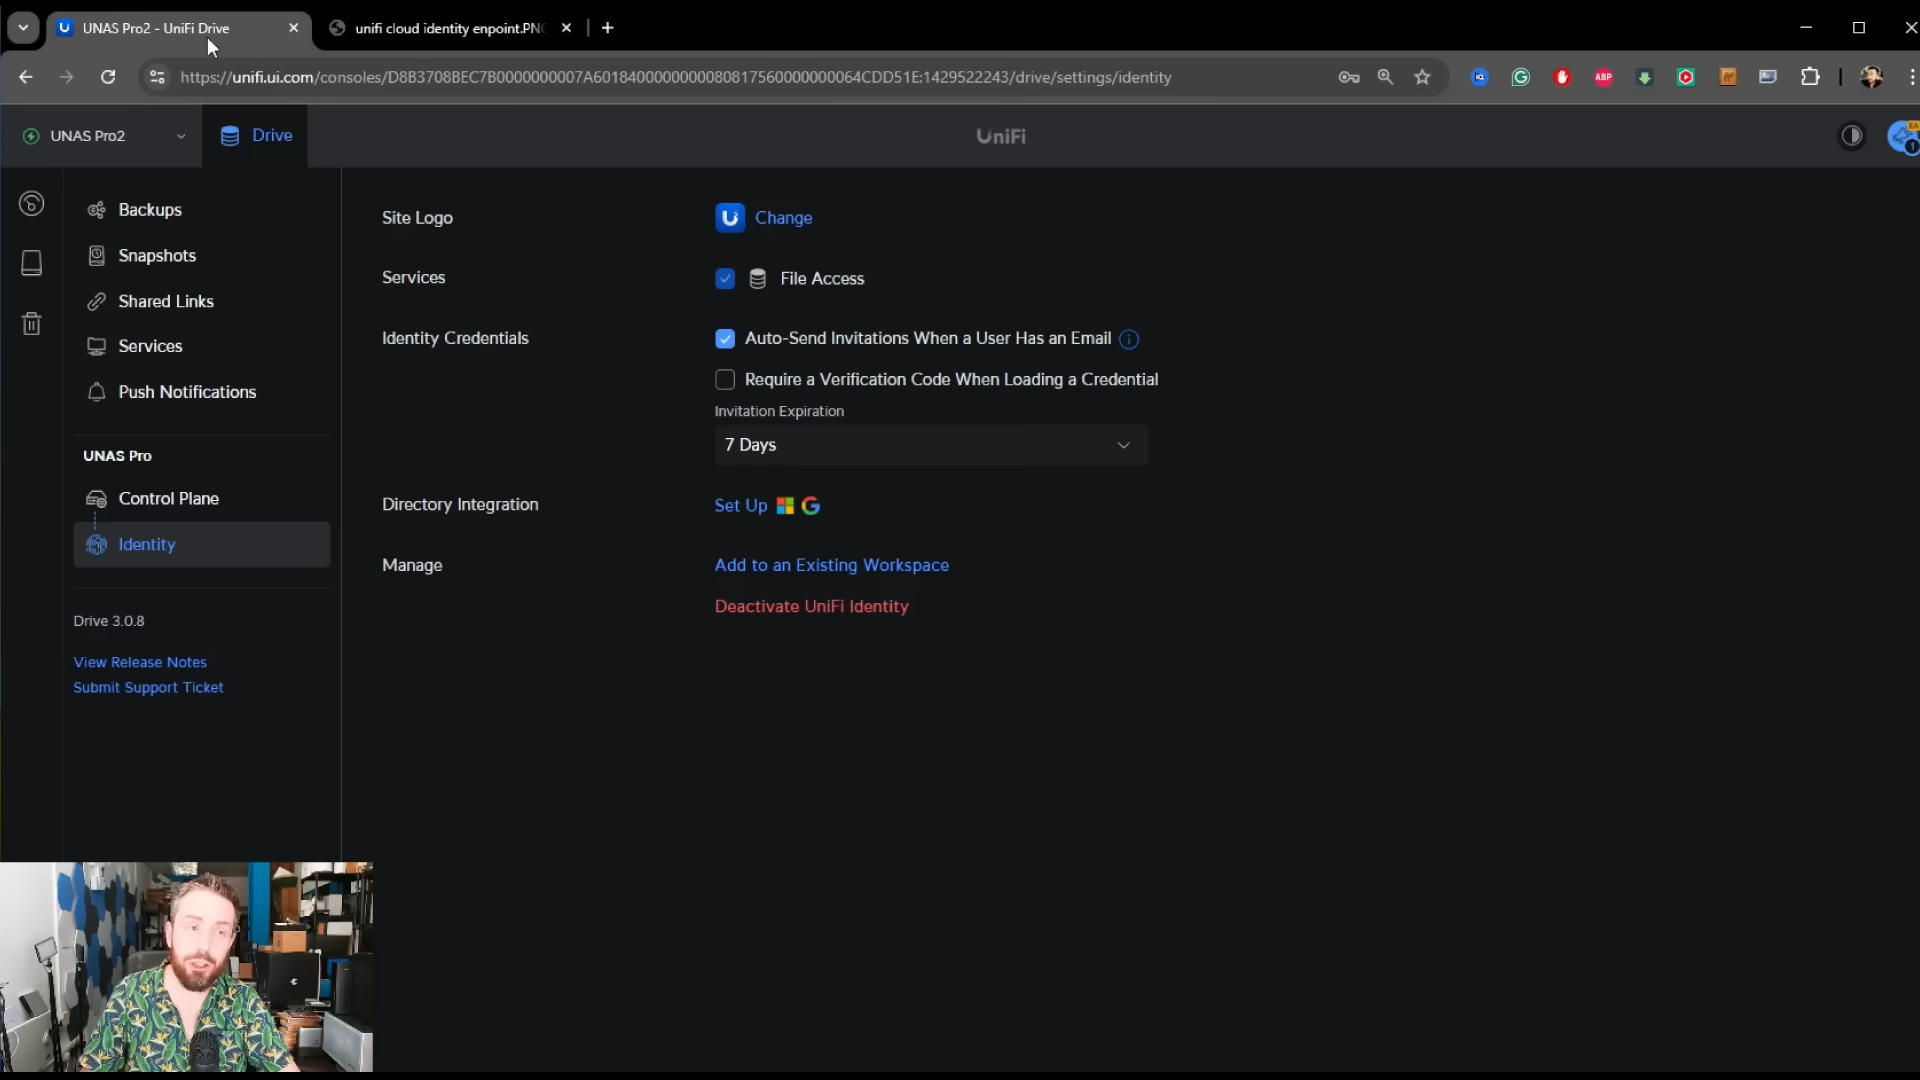 UNAS Pro2 - UniFi Drive
unifi cloud identity enpoint.PN
https://unifi.ui.com/consoles/D8B3708BEC7B0000000007A6018400000000080817560000000064CDD51E:1429522243/drive/settings/identity
ABP
UNAS Pro2
Drive
UniFi
EA
1
Backups
Snapshots
Shared Links
Services
Push Notifications
UNAS Pro
Control Plane
Identity
Drive 3.0.8
View Release Notes
Submit Support Ticket
Site Logo
Change
Services
File Access
Identity Credentials
Auto-Send Invitations When a User Has an Email
Require a Verification Code When Loading a Credential
Invitation Expiration
7 Days
Directory Integration
Set Up
Manage
Add to an Existing Workspace
Deactivate UniFi Identity